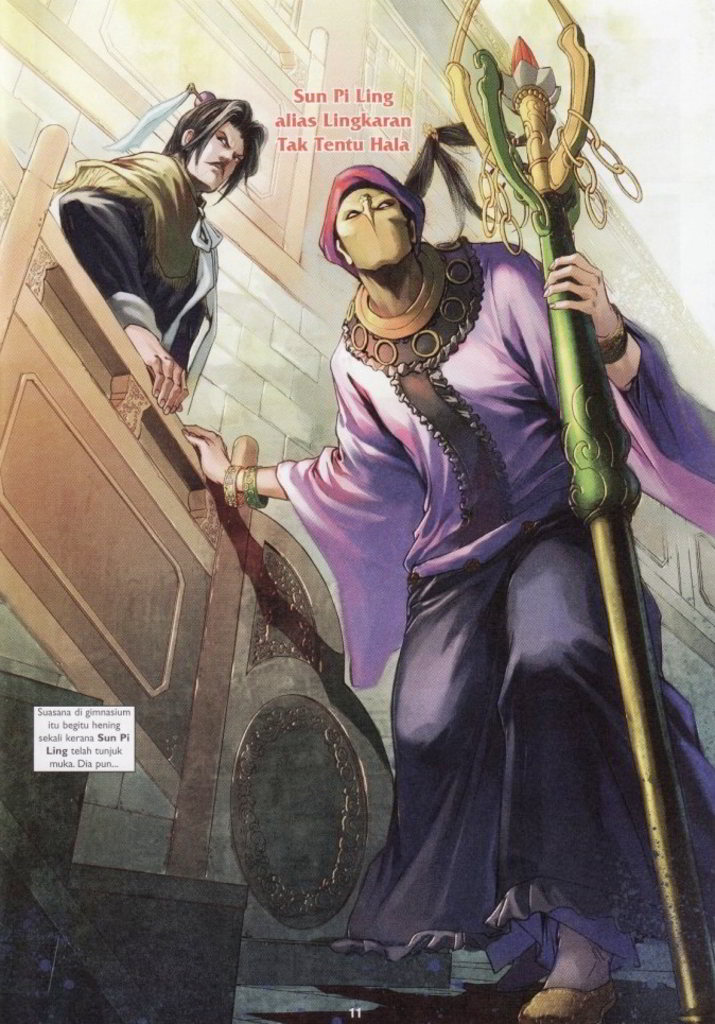 Sun Pi Ling
alias Lingkaran
Tak Tentu Hala
Suasana di gimnasium
itu begitu hening
sekali kerana Sun Pi
Ling telah tunjuk
muka. Dia pun...
11